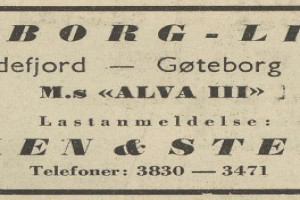 BORG-LI
defjord — Gøteborg
M.s «ALVA III»
Lastanmeldelse:
EN & STE
Telefoner: 3830 — 3471